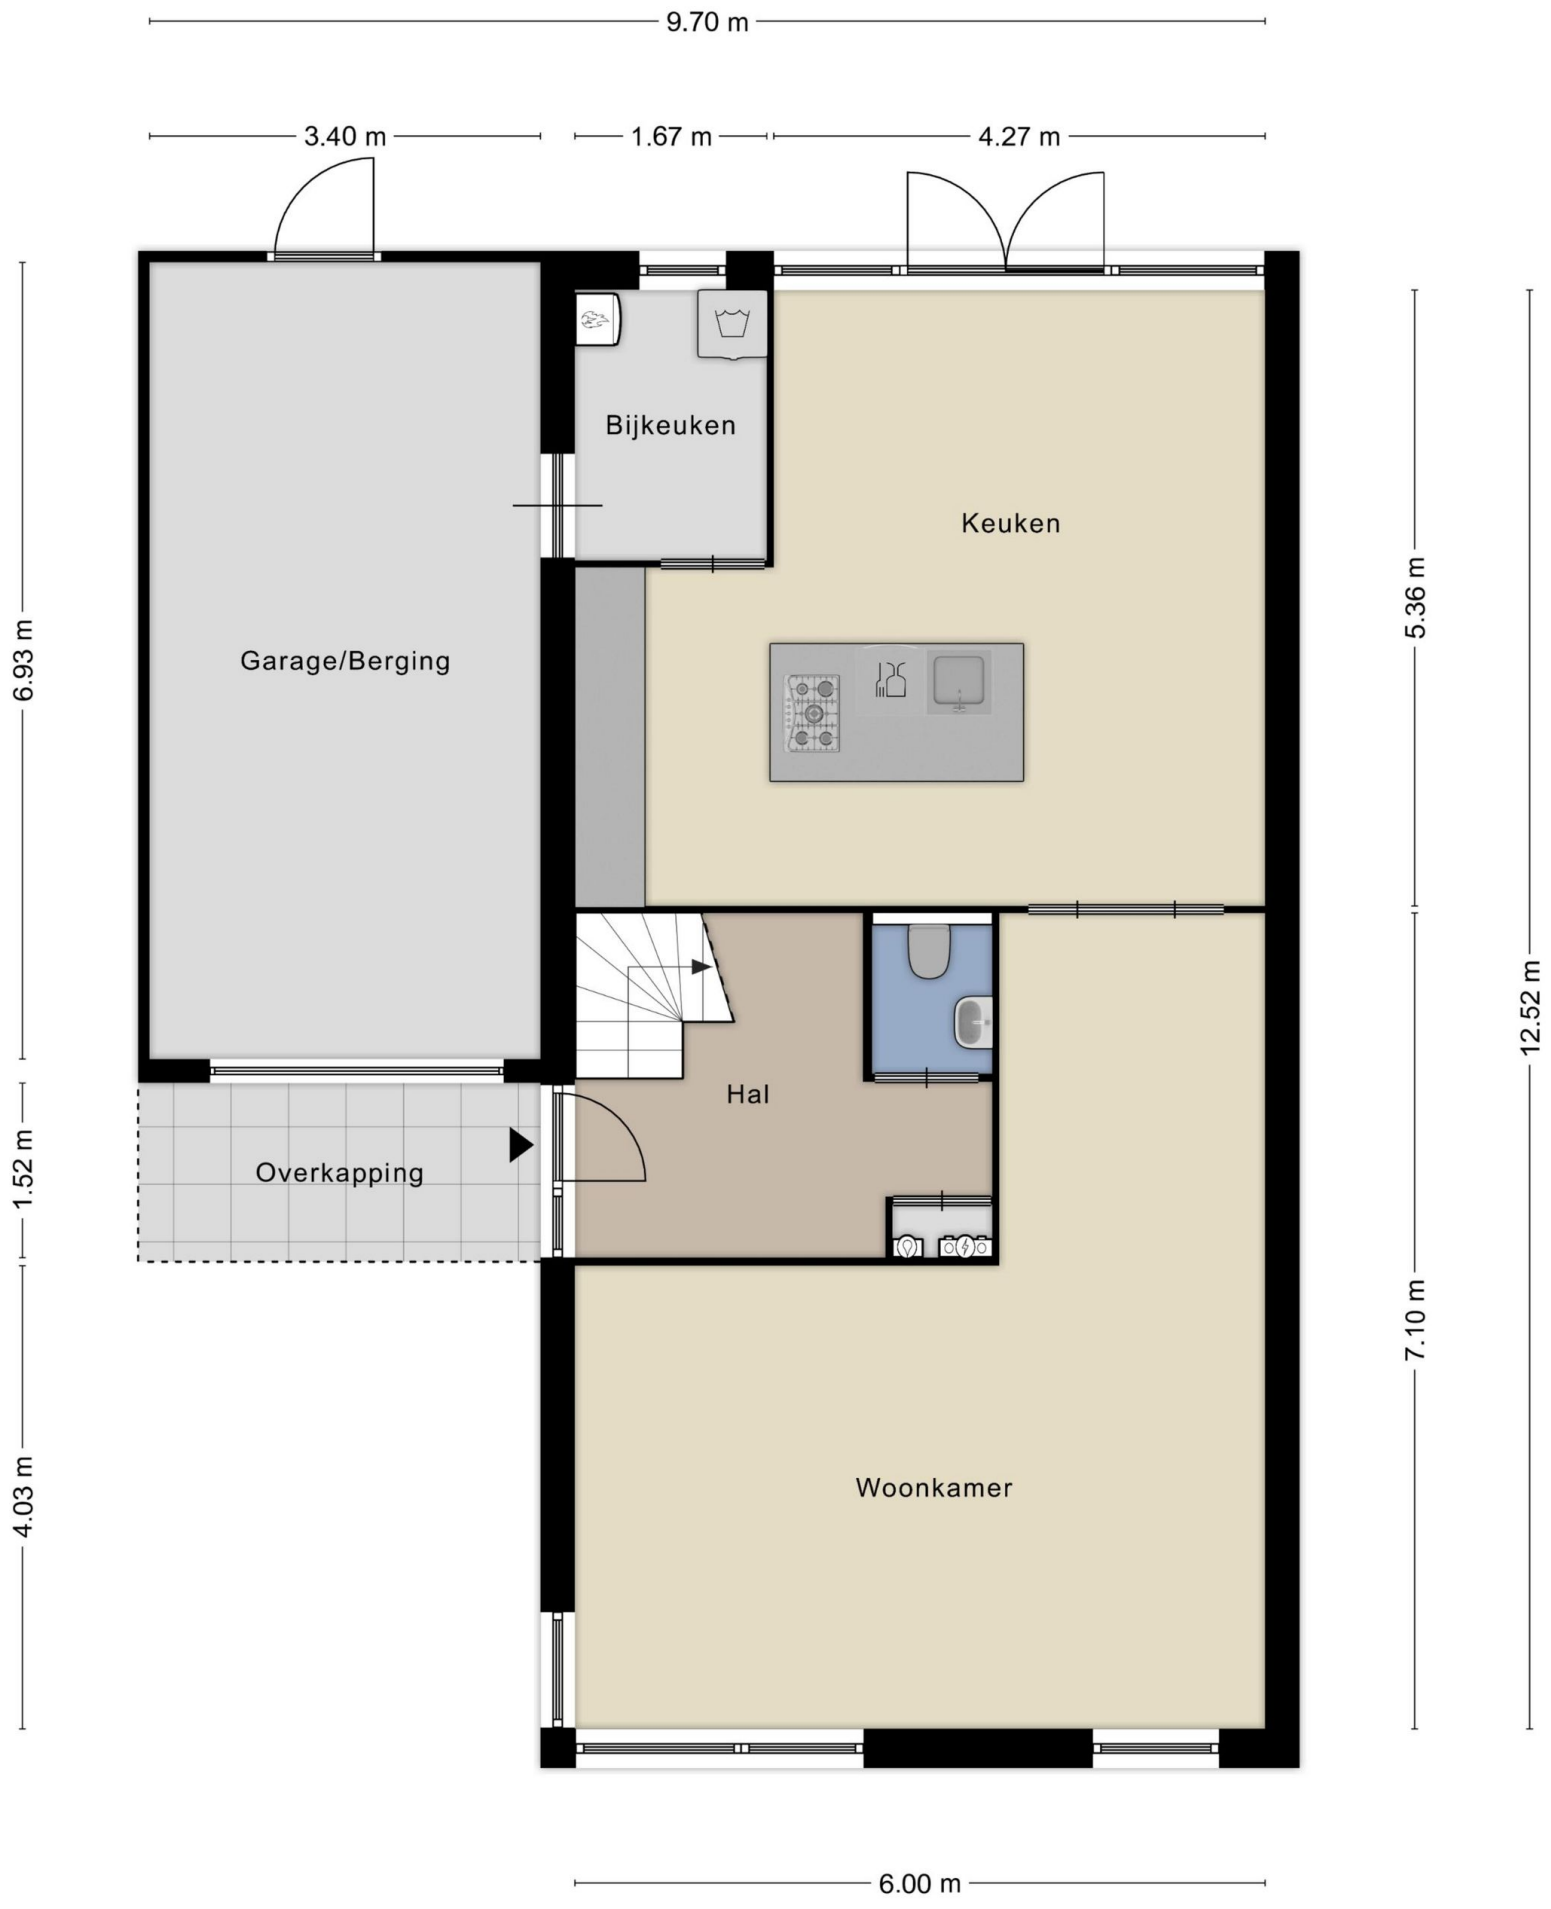 9.70 m
3.40 m
1.67 m
4.27 m
Bijkeuken
Keuken
5.36 m
6.93 m
Garage/Berging
12.52 m
Hal
1.52 m
Overkapping
7.10 m
4.03 m
Woonkamer
6.00 m